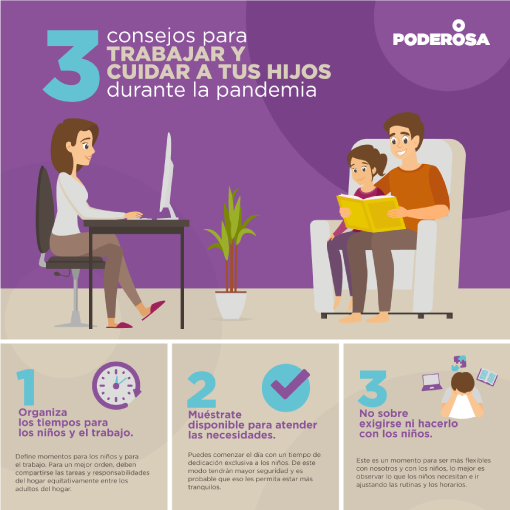 3 consejos para
TRABAJAR Y
CUIDAR A TUS HIJOS
durante la pandemia
PODEROSA
1
Organiza
los tiempos para
los niños y el trabajo.
Define momentos para los niños y para
el trabajo. Para un mejor orden, deben
compartirse las tareas y responsabilidades
del hogar equitativamente entre los
adultos del hogar.
2
Muéstrate
disponible para atender
las necesidades.
Puedes comenzar el día con un tiempo de
dedicación exclusiva a los niños. De este
modo tendrán mayor seguridad y es
probable que eso les permita estar más
tranquilos.
3
No sobre
exigirse ni hacerlo
con los niños.
Este es un momento para ser más flexibles
con nosotros y con los niños, lo mejor es
observar lo que los niños necesitan e ir
ajustando las rutinas y los horarios.